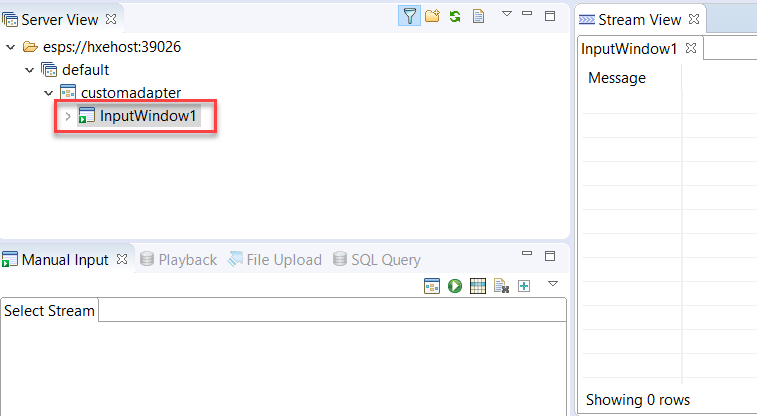 Server View
esps://hxehost:39026
default
customadapter
InputWindow1
Manual Input
Playback
File Upload
SQL Query
Select Stream
Stream View
InputWindow1
Message
Showing 0 rows